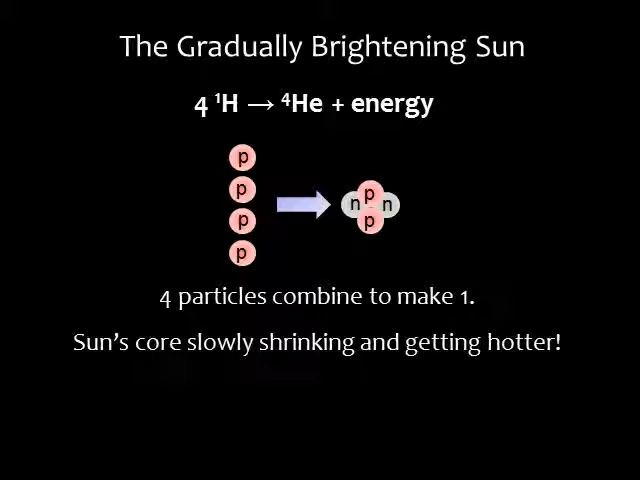 The Gradually Brightening Sun
4 ¹H → ⁴He + energy
p
p
p
p
p
n n
p
4 particles combine to make 1.
Sun's core slowly shrinking and getting hotter!